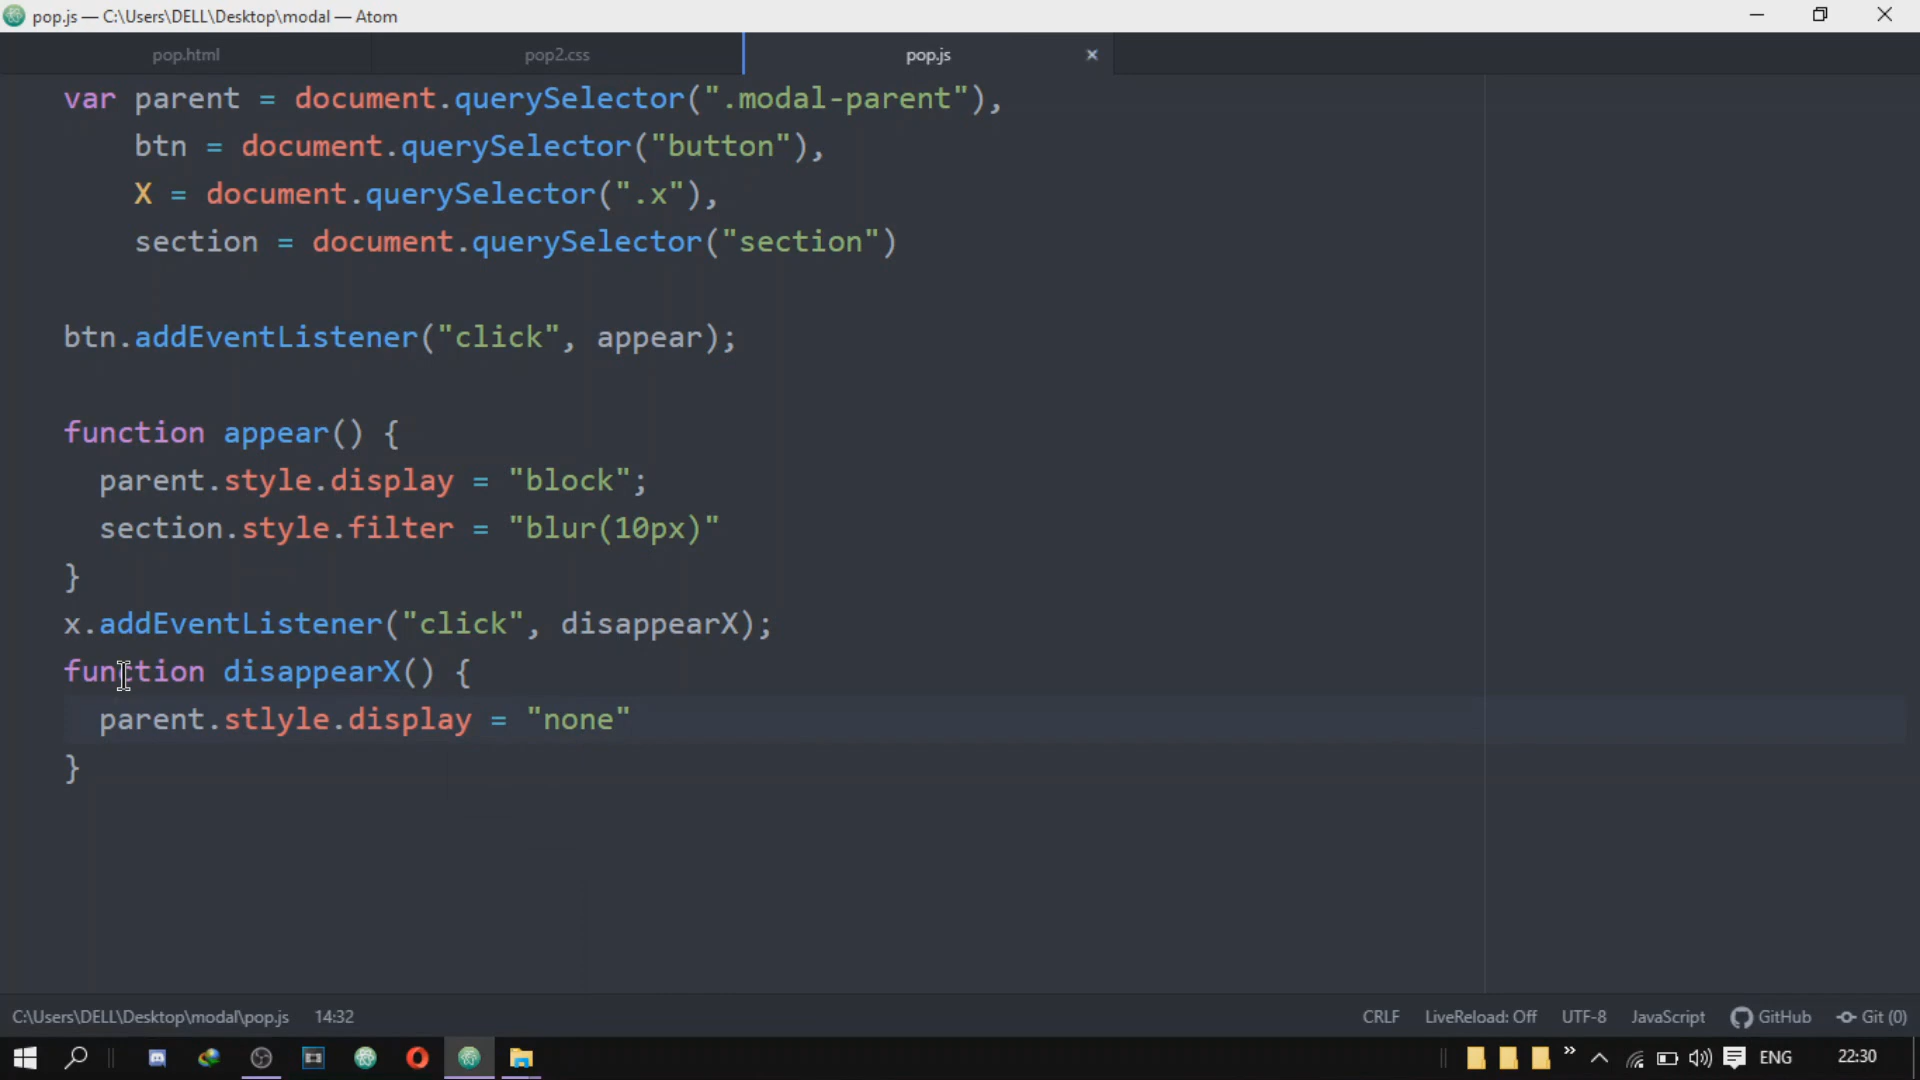 pop.js — C:\Users\DELL\Desktop\modal — Atom
pop.html pop2.css pop.js
var parent = document.querySelector(".modal-parent"),
    btn = document.querySelector("button"),
    X = document.querySelector(".x"),
    section = document.querySelector("section")
btn.addEventListener("click", appear);
function appear() {
  parent.style.display = "block";
  section.style.filter = "blur(10px)"
}
x.addEventListener("click", disappearX);
function disappearX() {
  parent.stlyle.display = "none"
}
C:\Users\DELL\Desktop\modal\pop.js 14:32 CRLF LiveReload: Off UTF-8 JavaScript GitHub Git (0)
ENG 22:30